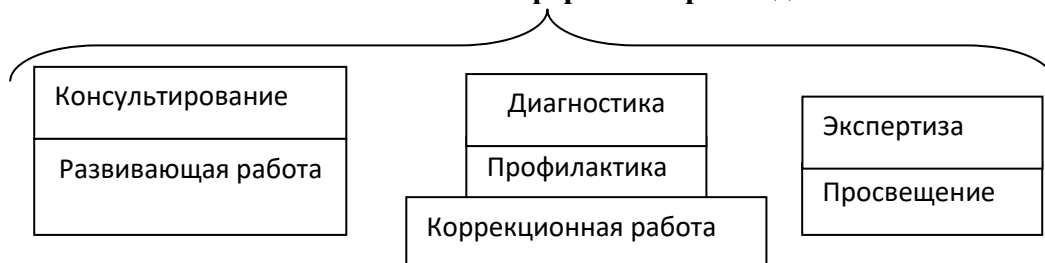 Консультирование
Развивающая работа
Диагностика
Профилактика
Коррекционная работа
Экспертиза
Просвещение